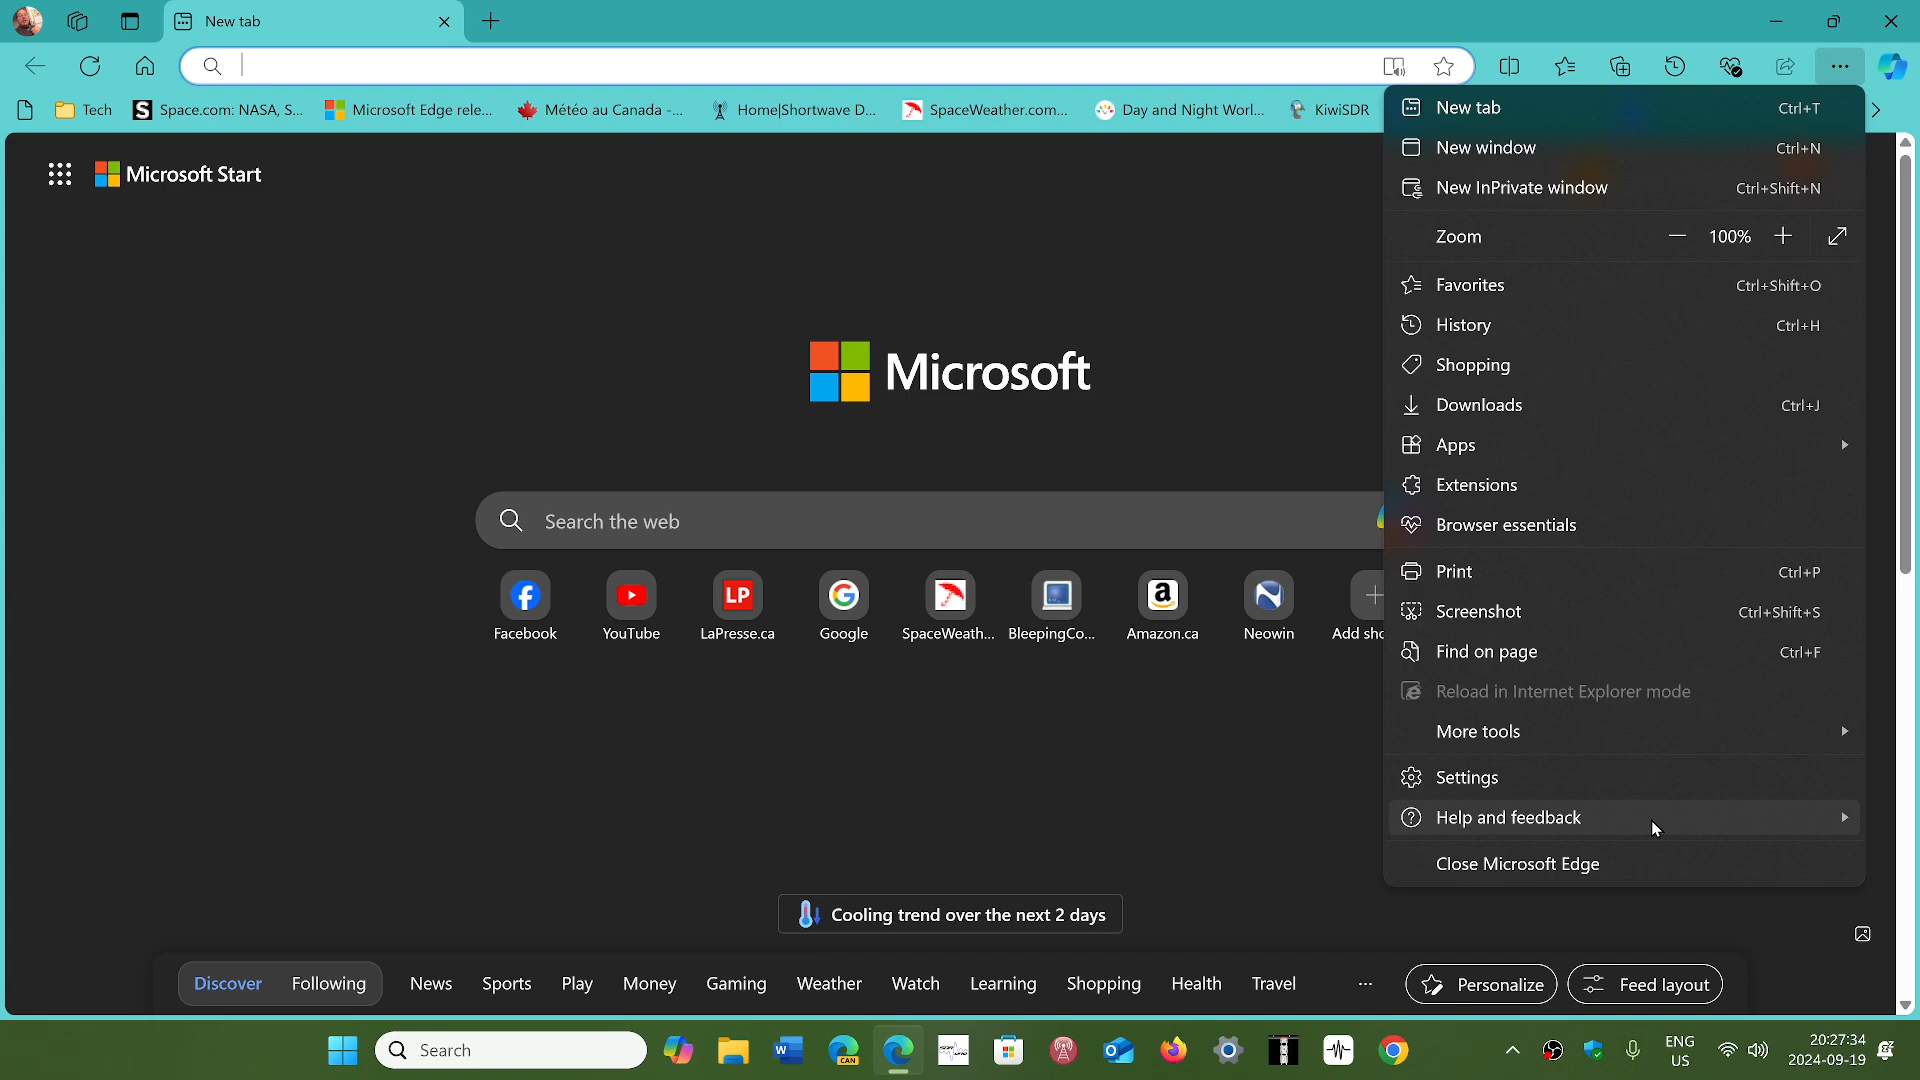 New tab
Tech
Space.com: NASA, S...
Microsoft Edge rele...
Météo au Canada -...
Home|Shortwave D...
SpaceWeather.com...
Day and Night Worl...
KiwiSDR
Microsoft Start
Microsoft
Search the web
Facebook
YouTube
LP
LaPresse.ca
Google
SpaceWeath...
BleepingCo...
Amazon.ca
Neowin
Add sho
New tab Ctrl+T
New window Ctrl+N
New InPrivate window Ctrl+Shift+N
Zoom 100%
Favorites Ctrl+Shift+O
History Ctrl+H
Shopping
Downloads Ctrl+J
Apps
Extensions
Browser essentials
Print Ctrl+P
Screenshot Ctrl+Shift+S
Find on page Ctrl+F
Reload in Internet Explorer mode
More tools
Settings
Help and feedback
Close Microsoft Edge
Cooling trend over the next 2 days
Discover Following News Sports Play Money Gaming Weather Watch Learning Shopping Health Travel ... Personalize Feed layout
Search
CAN
ENG
US
20:27:34
2024-09-19